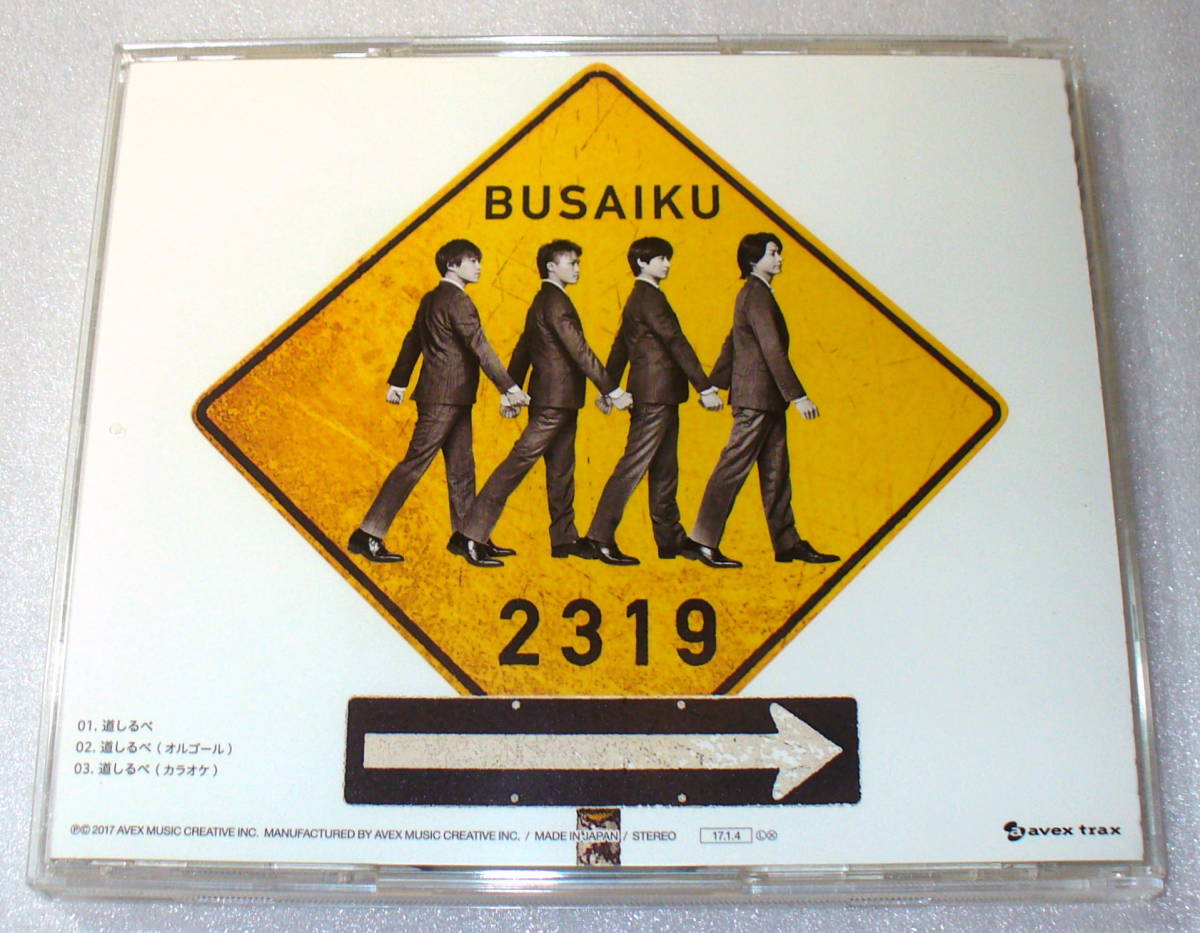 BUSAIKU
2319
01. 道しるべ
02. 道しるべ ( オルゴール )
03. 道しるべ ( カラオケ )
Ⓟ© 2017 AVEX MUSIC CREATIVE INC. MANUFACTURED BY AVEX MUSIC CREATIVE INC. / MADE IN JAPAN / STEREO 17.1.4 Ⓛⓧ
avex trax